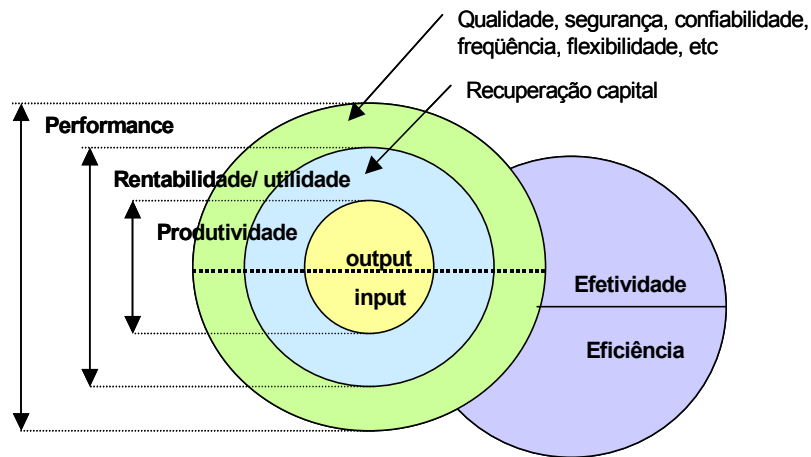 Qualidade, segurança, confiabilidade,
freqüência, flexibilidade, etc
Recuperação capital
Performance
Rentabilidade/ utilidade
Produtividade
output
input
Efetividade
Eficiência